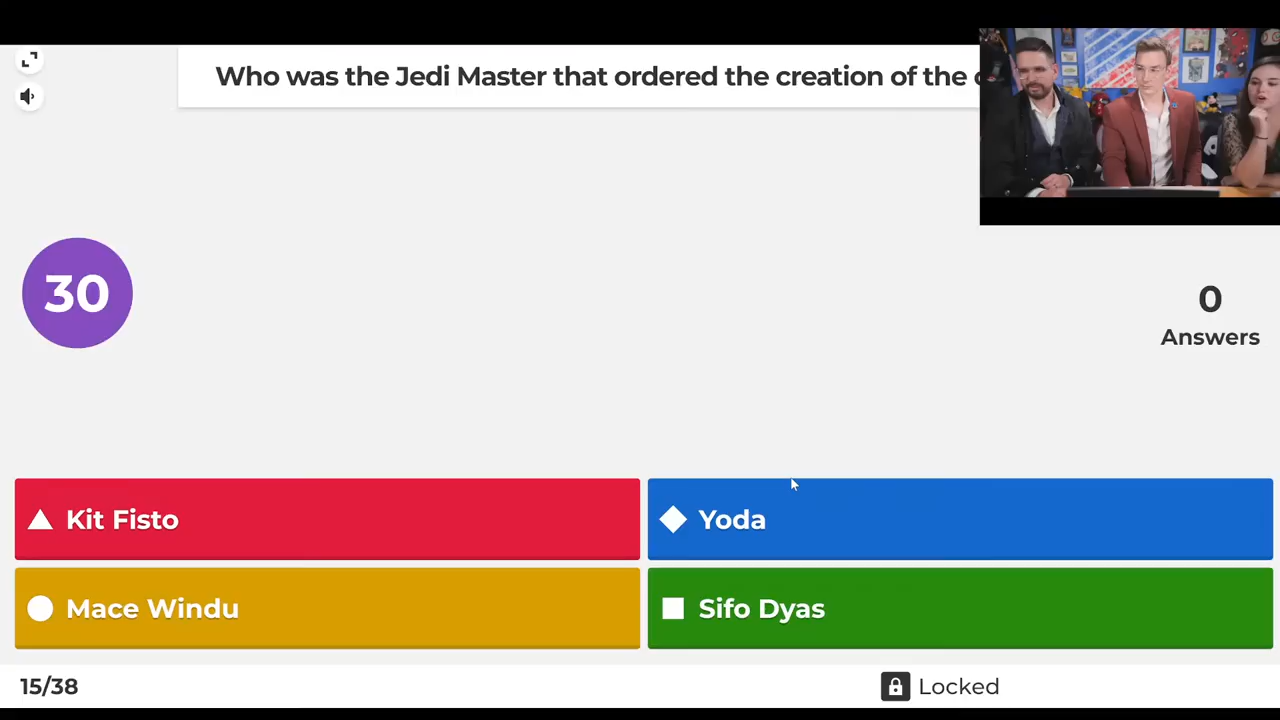 Who was the Jedi Master that ordered the creation of the
30
0
Answers
Kit Fisto
Yoda
Mace Windu
Sifo Dyas
15/38
Locked